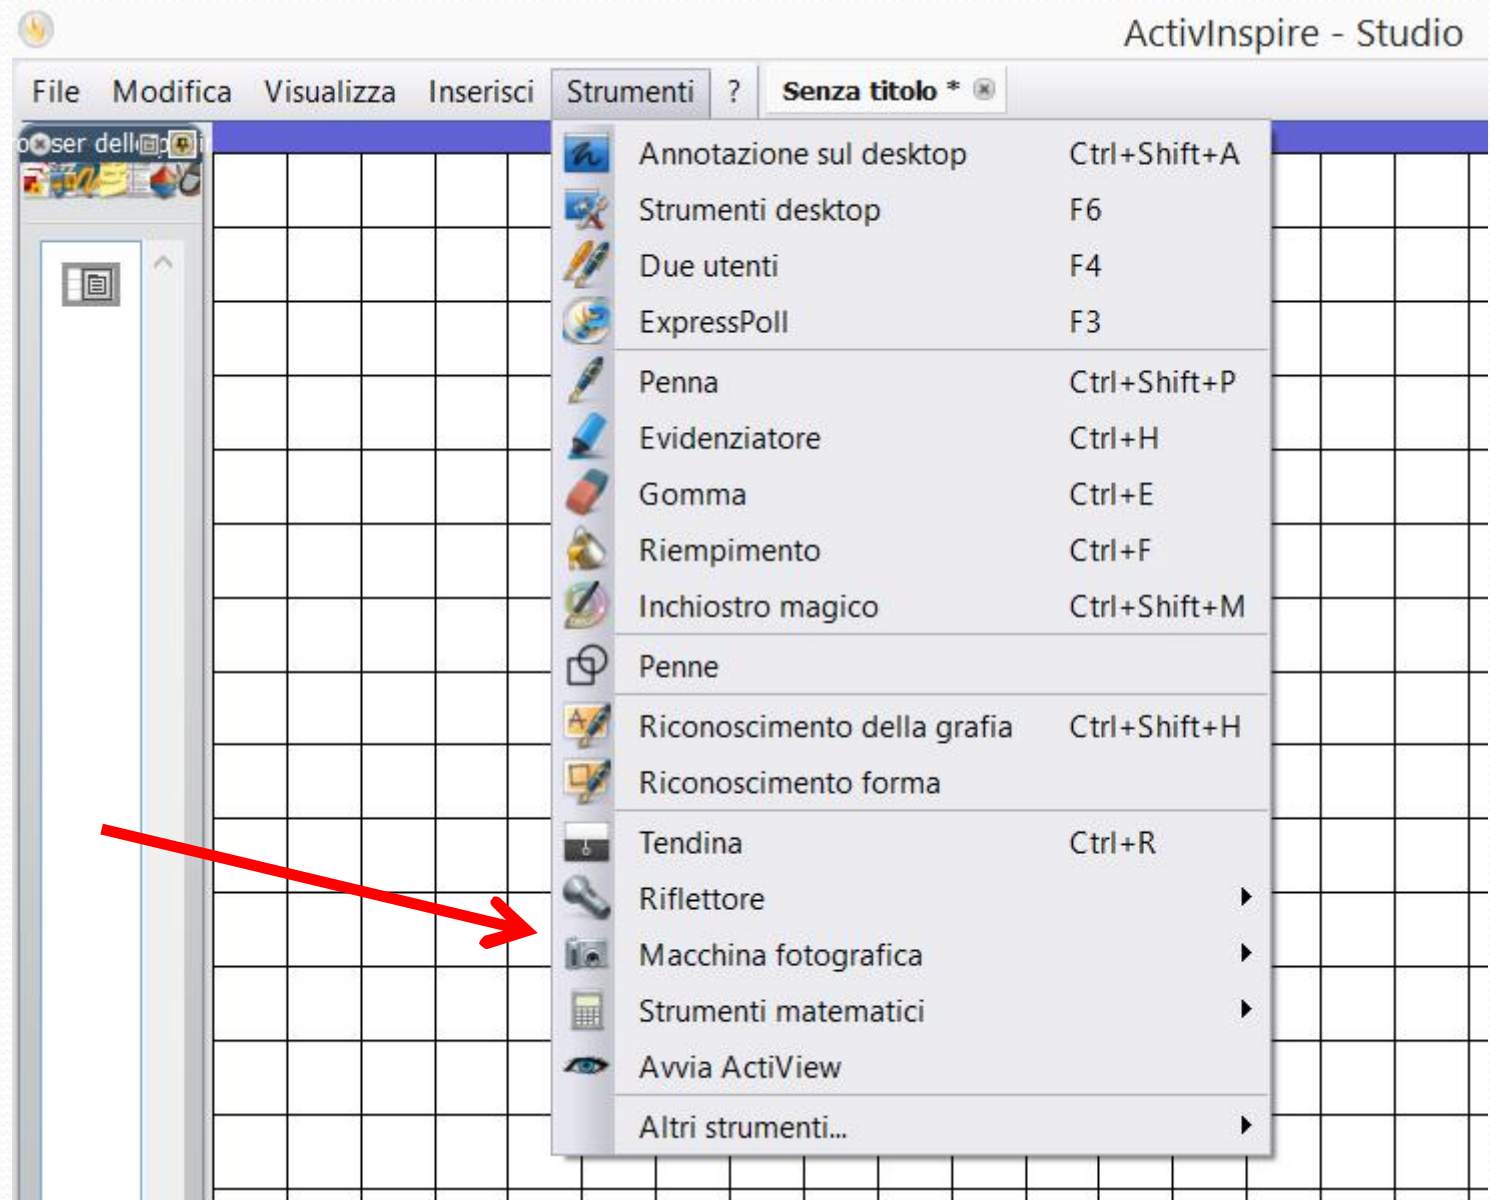 ActivInspire - Studio
File Modifica Visualizza Inserisci Strumenti ? Senza titolo *
Annotazione sul desktop Ctrl+Shift+A
Strumenti desktop F6
Due utenti F4
ExpressPoll F3
Penna Ctrl+Shift+P
Evidenziatore Ctrl+H
Gomma Ctrl+E
Riempimento Ctrl+F
Inchiostro magico Ctrl+Shift+M
Penne
Riconoscimento della grafia Ctrl+Shift+H
Riconoscimento forma
Tendina Ctrl+R
Riflettore
Macchina fotografica
Strumenti matematici
Avvia ActiView
Altri strumenti...